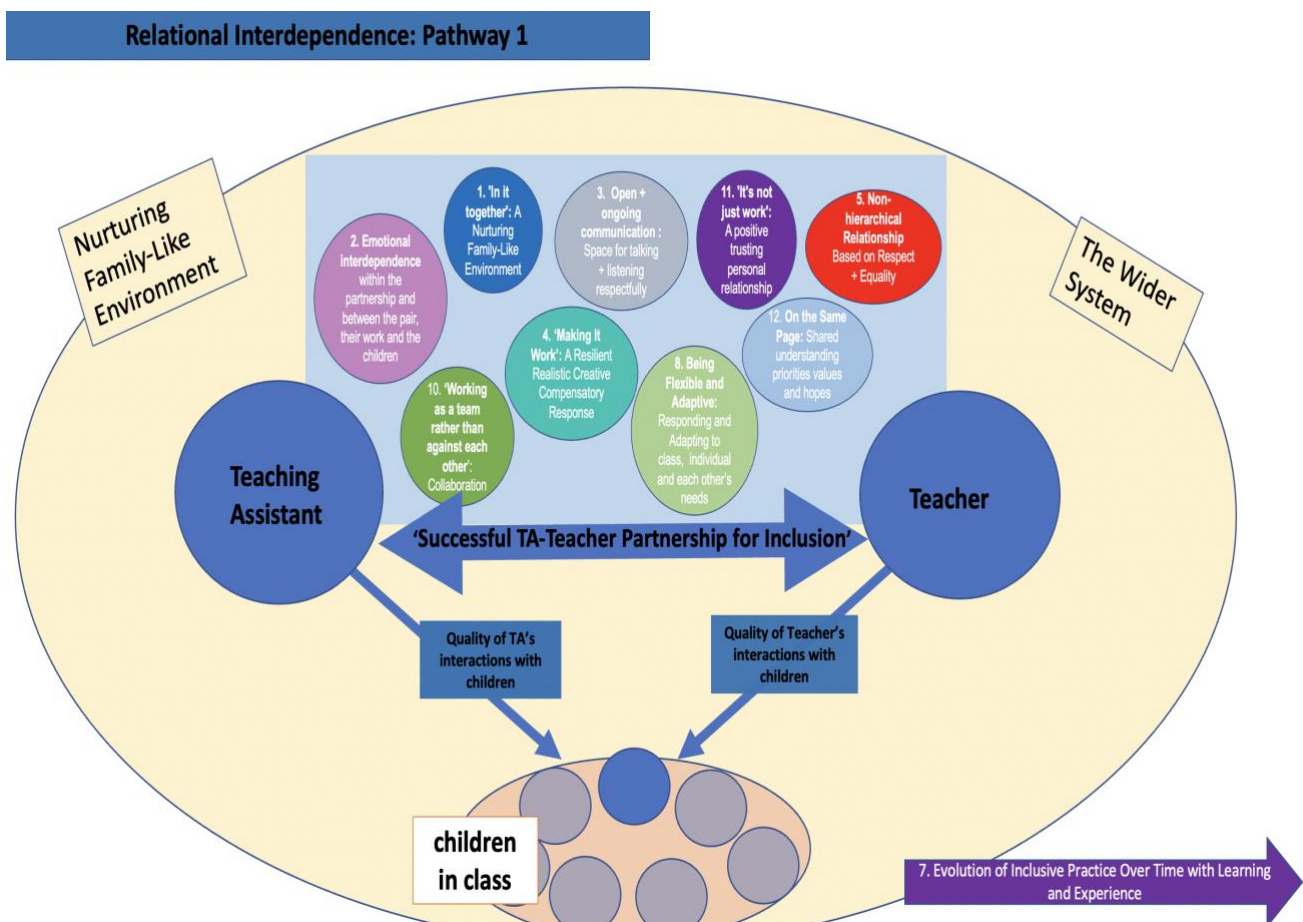 Relational Interdependence: Pathway 1
Nurturing
Family-Like
Environment
The Wider
System
1. 'In it
together': A
Nurturing
Family-Like
Environment
3. Open +
ongoing
communication :
Space for talking
+ listening
respectfully
11. 'It's not
just work':
A positive
trusting
personal
relationship
5. Non-
hierarchical
Relationship
Based on Respect
+ Equality
2. Emotional
interdependence
within the
partnership and
between the pair,
their work and the
children
4. 'Making It
Work': A Resilient
Realistic Creative
Compensatory
Response
12. On the Same
Page: Shared
understanding
priorities values
and hopes
10. 'Working
as a team
rather than
against each
other':
Collaboration
8. Being
Flexible and
Adaptive:
Responding and
Adapting to
class, individual
and each other's
needs
Teaching
Assistant
Teacher
'Successful TA-Teacher Partnership for Inclusion'
Quality of TA's
interactions with
children
Quality of Teacher's
interactions with
children
children
in class
7. Evolution of Inclusive Practice Over Time with Learning
and Experience